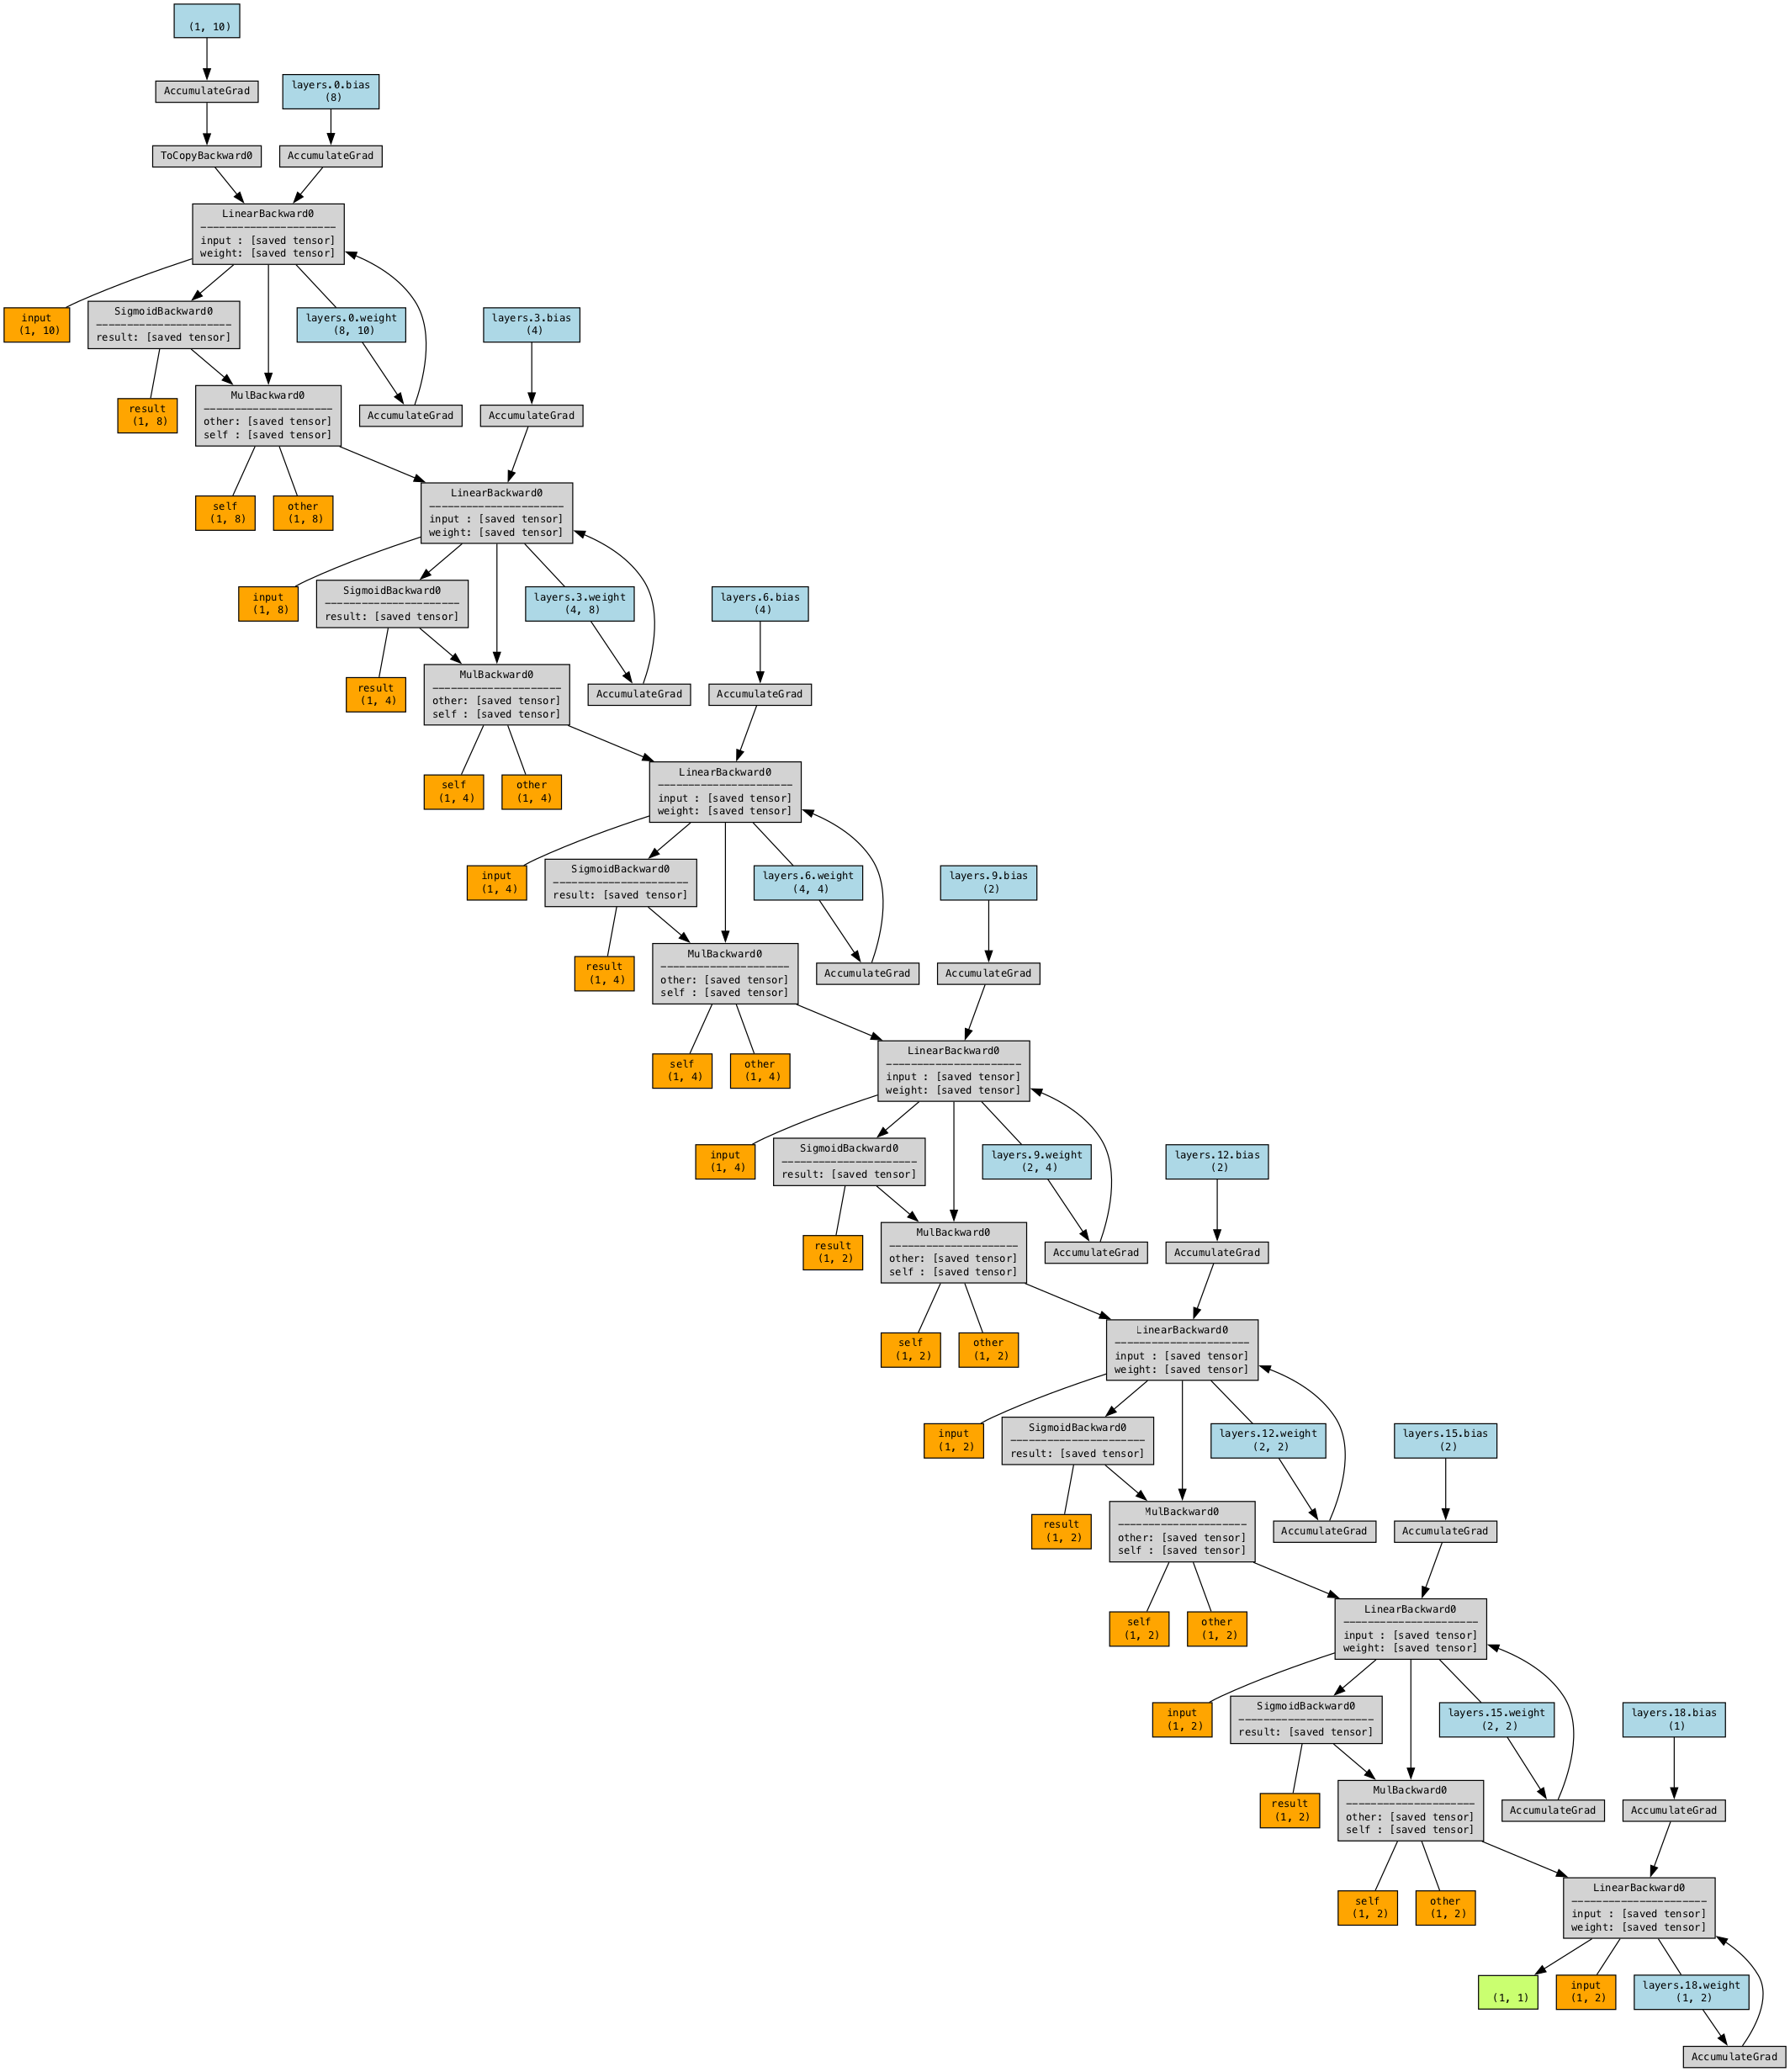 (1, 10)
AccumulateGrad
layers.0.bias
(8)
ToCopyBackward0
AccumulateGrad
LinearBackward0
----------------------
input : [saved tensor]
weight: [saved tensor]
input
(1, 10)
SigmoidBackward0
----------------------
result: [saved tensor]
layers.0.weight
(8, 10)
layers.3.bias
(4)
result
(1, 8)
MulBackward0
---------------------
other: [saved tensor]
self : [saved tensor]
AccumulateGrad
AccumulateGrad
self
(1, 8)
other
(1, 8)
LinearBackward0
----------------------
input : [saved tensor]
weight: [saved tensor]
input
(1, 8)
SigmoidBackward0
----------------------
result: [saved tensor]
layers.3.weight
(4, 8)
layers.6.bias
(4)
result
(1, 4)
MulBackward0
---------------------
other: [saved tensor]
self : [saved tensor]
AccumulateGrad
AccumulateGrad
self
(1, 4)
other
(1, 4)
LinearBackward0
----------------------
input : [saved tensor]
weight: [saved tensor]
input
(1, 4)
SigmoidBackward0
----------------------
result: [saved tensor]
layers.6.weight
(4, 4)
layers.9.bias
(2)
result
(1, 4)
MulBackward0
---------------------
other: [saved tensor]
self : [saved tensor]
AccumulateGrad
AccumulateGrad
self
(1, 4)
other
(1, 4)
LinearBackward0
----------------------
input : [saved tensor]
weight: [saved tensor]
input
(1, 4)
SigmoidBackward0
----------------------
result: [saved tensor]
layers.9.weight
(2, 4)
layers.12.bias
(2)
result
(1, 2)
MulBackward0
---------------------
other: [saved tensor]
self : [saved tensor]
AccumulateGrad
AccumulateGrad
self
(1, 2)
other
(1, 2)
LinearBackward0
----------------------
input : [saved tensor]
weight: [saved tensor]
input
(1, 2)
SigmoidBackward0
----------------------
result: [saved tensor]
layers.12.weight
(2, 2)
layers.15.bias
(2)
result
(1, 2)
MulBackward0
---------------------
other: [saved tensor]
self : [saved tensor]
AccumulateGrad
AccumulateGrad
self
(1, 2)
other
(1, 2)
LinearBackward0
----------------------
input : [saved tensor]
weight: [saved tensor]
input
(1, 2)
SigmoidBackward0
----------------------
result: [saved tensor]
layers.15.weight
(2, 2)
layers.18.bias
(1)
result
(1, 2)
MulBackward0
---------------------
other: [saved tensor]
self : [saved tensor]
AccumulateGrad
AccumulateGrad
self
(1, 2)
other
(1, 2)
LinearBackward0
----------------------
input : [saved tensor]
weight: [saved tensor]
(1, 1)
input
(1, 2)
layers.18.weight
(1, 2)
AccumulateGrad